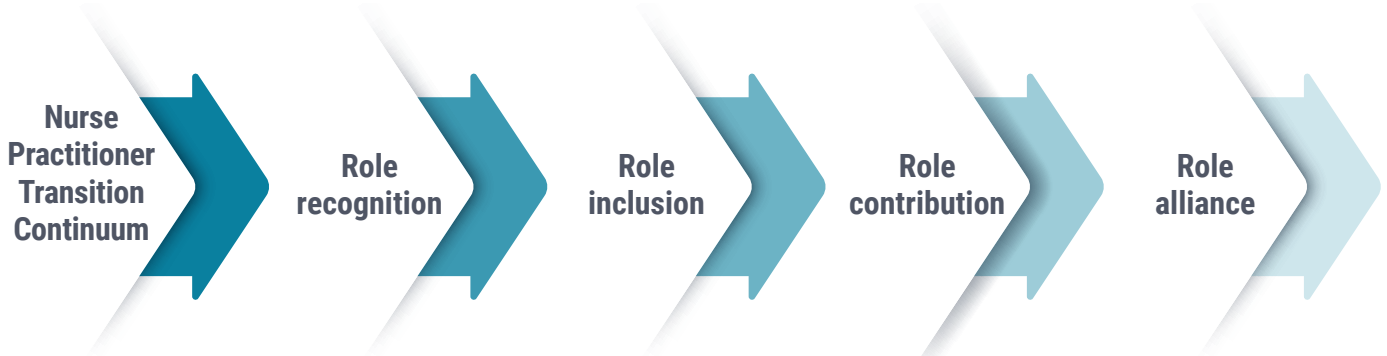 Nurse
Practitioner
Transition
Continuum
Role
recognition
Role
inclusion
Role
contribution
Role
alliance